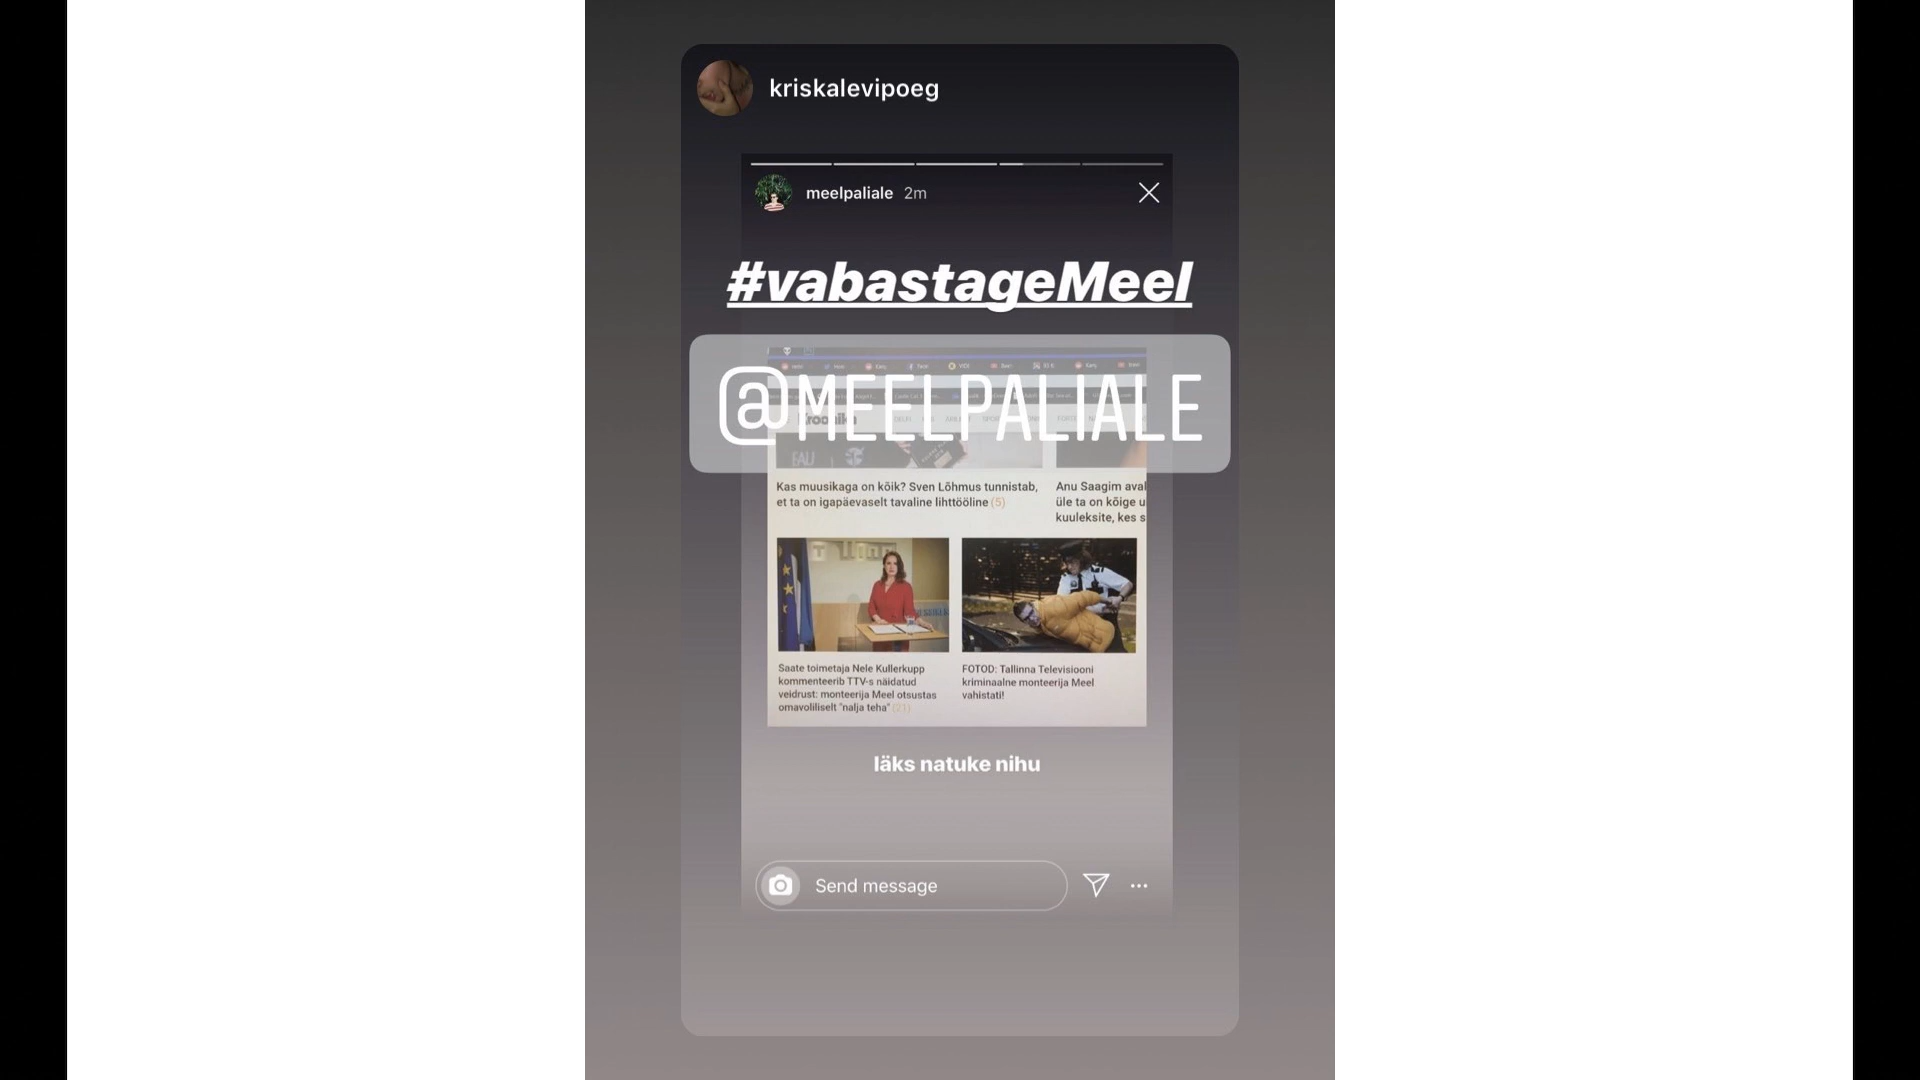 kriskalevipoeg
meelpaliale 2m
#vabastageMeel
@MEELPALIALE
Kroonika
Kas muusikaga on kõik? Sven Lõhmus tunnistab,
et ta on igapäevaselt tavaline lihttööline (5)
Anu Saagim aval
üle ta on kõige u
kuuleksite, kes s
Saate toimetaja Nele Kullerkupp
kommenteerib TTV-s näidatud
veidrust: monteerija Meel otsustas
omavoliliselt "nalja teha" (21)
FOTOD: Tallinna Televisiooni
kriminaalne monteerija Meel
vahistati!
läks natuke nihu
Send message